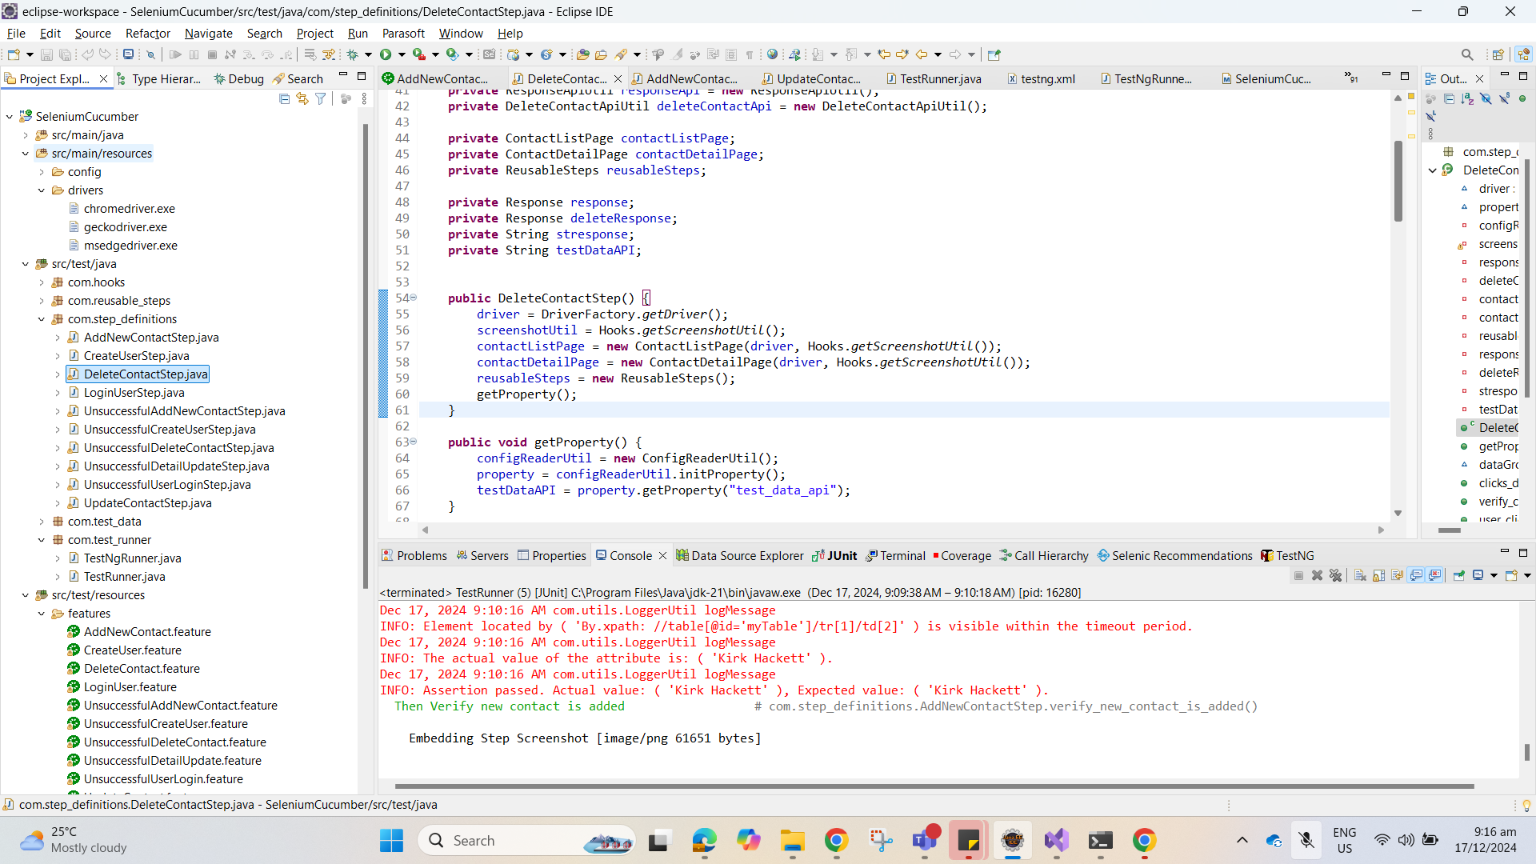 eclipse-workspace - SeleniumCucumber/src/test/java/com/step_definitions/DeleteContactStep.java - Eclipse IDE
File Edit Source Refactor Navigate Search Project Run Parasoft Window Help
Project Expl... Type Hierar... Debug Search
AddNewContac... DeleteContac... AddNewContac... UpdateContac... TestRunner.java testng.xml TestNgRunne... SeleniumCuc... »91
Out...
SeleniumCucumber
src/main/java
src/main/resources
config
drivers
chromedriver.exe
geckodriver.exe
msedgedriver.exe
src/test/java
com.hooks
com.reusable_steps
com.step_definitions
AddNewContactStep.java
CreateUserStep.java
DeleteContactStep.java
LoginUserStep.java
UnsuccessfulAddNewContactStep.java
UnsuccessfulCreateUserStep.java
UnsuccessfulDeleteContactStep.java
UnsuccessfulDetailUpdateStep.java
UnsuccessfulUserLoginStep.java
UpdateContactStep.java
com.test_data
com.test_runner
TestNgRunner.java
TestRunner.java
src/test/resources
features
AddNewContact.feature
CreateUser.feature
DeleteContact.feature
LoginUser.feature
UnsuccessfulAddNewContact.feature
UnsuccessfulCreateUser.feature
UnsuccessfulDeleteContact.feature
UnsuccessfulDetailUpdate.feature
UnsuccessfulUserLogin.feature
41 private ResponseApiUtil responseApi = new ResponseApiUtil();
42 private DeleteContactApiUtil deleteContactApi = new DeleteContactApiUtil();
43
44 private ContactListPage contactListPage;
45 private ContactDetailPage contactDetailPage;
46 private ReusableSteps reusableSteps;
47
48 private Response response;
49 private Response deleteResponse;
50 private String stresponse;
51 private String testDataAPI;
52
53
54 public DeleteContactStep() {
55 driver = DriverFactory.getDriver();
56 screenshotUtil = Hooks.getScreenshotUtil();
57 contactListPage = new ContactListPage(driver, Hooks.getScreenshotUtil());
58 contactDetailPage = new ContactDetailPage(driver, Hooks.getScreenshotUtil());
59 reusableSteps = new ReusableSteps();
60 getProperty();
61 }
62
63 public void getProperty() {
64 configReaderUtil = new ConfigReaderUtil();
65 property = configReaderUtil.initProperty();
66 testDataAPI = property.getProperty("test_data_api");
67 }
68
com.step_c
DeleteCon
driver :
propert
configR
screens
respons
deleteC
contact
contact
reusabl
respons
deleteR
strespo
testDat
DeleteC
getProp
dataGr
clicks_d
verify_c
user_cli
Problems Servers Properties Console Data Source Explorer JUnit Terminal Coverage Call Hierarchy Selenic Recommendations TestNG
<terminated> TestRunner (5) [JUnit] C:\Program Files\Java\jdk-21\bin\javaw.exe (Dec 17, 2024, 9:09:38 AM – 9:10:18 AM) [pid: 16280]
Dec 17, 2024 9:10:16 AM com.utils.LoggerUtil logMessage
INFO: Element located by ( 'By.xpath: //table[@id='myTable']/tr[1]/td[2]' ) is visible within the timeout period.
Dec 17, 2024 9:10:16 AM com.utils.LoggerUtil logMessage
INFO: The actual value of the attribute is: ( 'Kirk Hackett' ).
Dec 17, 2024 9:10:16 AM com.utils.LoggerUtil logMessage
INFO: Assertion passed. Actual value: ( 'Kirk Hackett' ), Expected value: ( 'Kirk Hackett' ).
Then Verify new contact is added # com.step_definitions.AddNewContactStep.verify_new_contact_is_added()
Embedding Step Screenshot [image/png 61651 bytes]
com.step_definitions.DeleteContactStep.java - SeleniumCucumber/src/test/java
25°C
Mostly cloudy
Search
ENG
US
9:16 am
17/12/2024